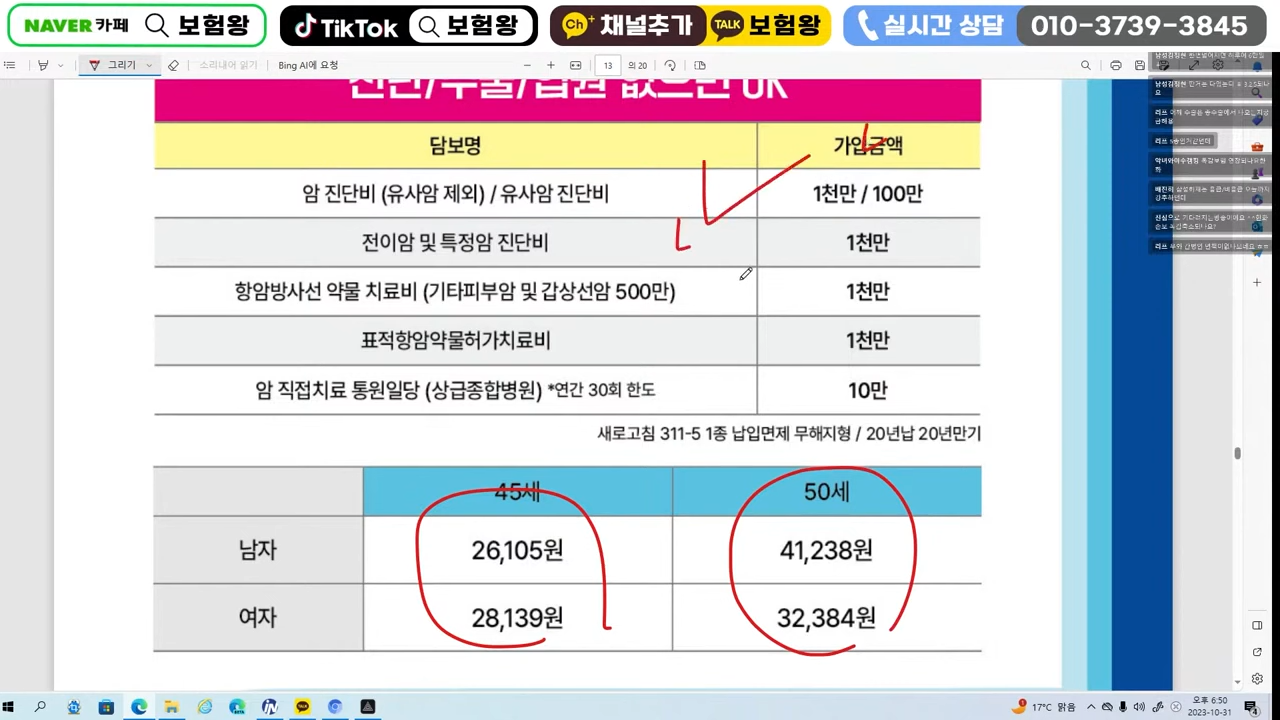 NAVER 카페 보험왕
TikTok 보험왕
Ch+ 채널추가 TALK 보험왕
실시간 상담 010-3739-3845
그리기
소리내어 읽기
Bing AI에 요청
13 의 20
진단/수술/입원 없으면 OK
담보명 가입금액
암 진단비 (유사암 제외) / 유사암 진단비 1천만 / 100만
전이암 및 특정암 진단비 1천만
항암방사선 약물 치료비 (기타피부암 및 갑상선암 500만) 1천만
표적항암약물허가치료비 1천만
암 직접치료 통원일당 (상급종합병원) *연간 30회 한도 10만
새로고침 311-5 1종 납입면제 무해지형 / 20년납 20년만기
45세 50세
남자 26,105원 41,238원
여자 28,139원 32,384원
17°C 맑음
오후 6:50
2023-10-31
4